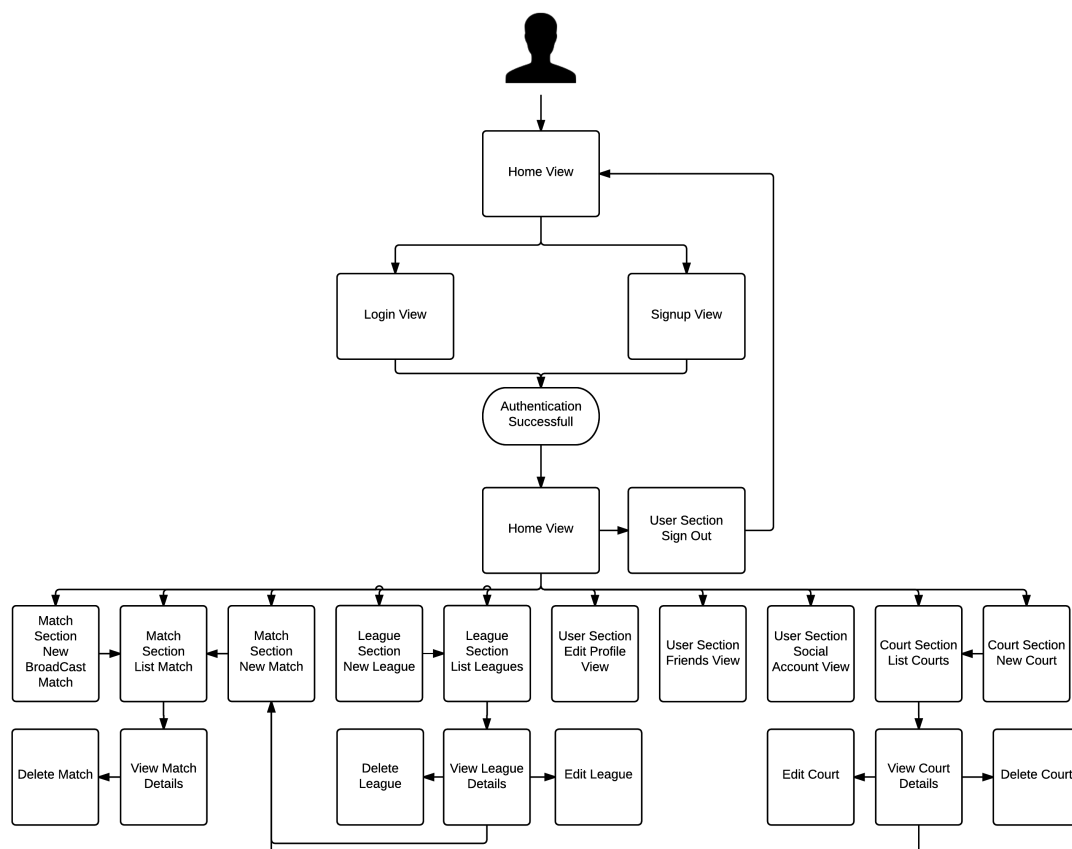 Home View
Login View
Signup View
Authentication
Successfull
Home View
User Section
Sign Out
Match
Section
New
BroadCast
Match
Match
Section
List Match
Match
Section
New Match
League
Section
New League
League
Section
List Leagues
User Section
Edit Profile
View
User Section
Friends View
User Section
Social
Account View
Court Section
List Courts
Court Section
New Court
Delete Match
View Match
Details
Delete
League
View League
Details
Edit League
Edit Court
View Court
Details
Delete Court